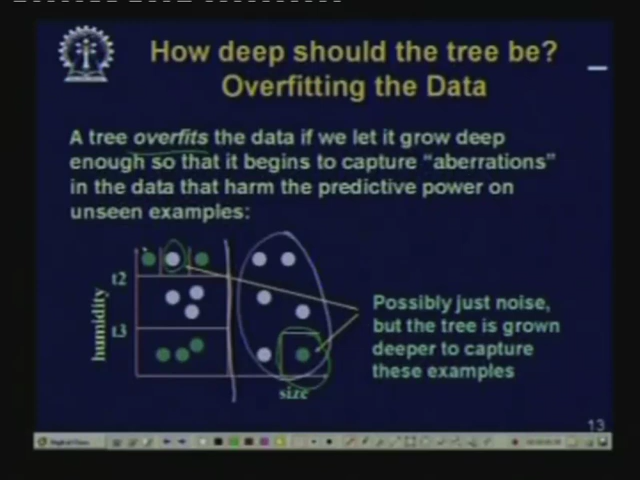 How deep should the tree be?
Overfitting the Data
A tree overfits the data if we let it grow deep
enough so that it begins to capture “aberrations”
in the data that harm the predictive power on
unseen examples:
t2
humidity
t3
size
Possibly just noise,
but the tree is grown
deeper to capture
these examples
13